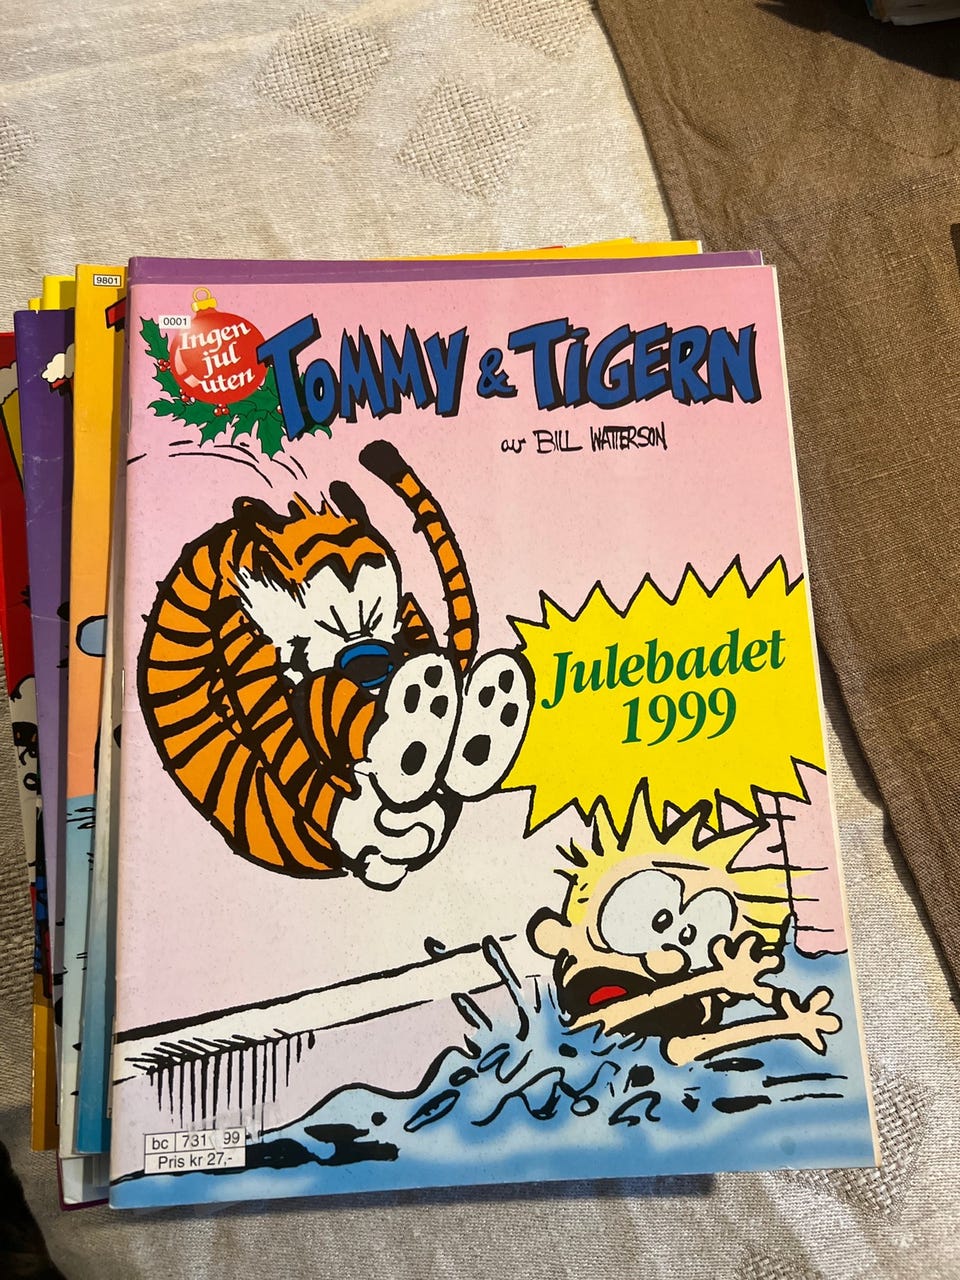 9801
0001
Ingen
jul
uten
TOMMY & TIGERN
av BILL WATTERSON
Julebadet
1999
bc 731 99
Pris kr 27,-